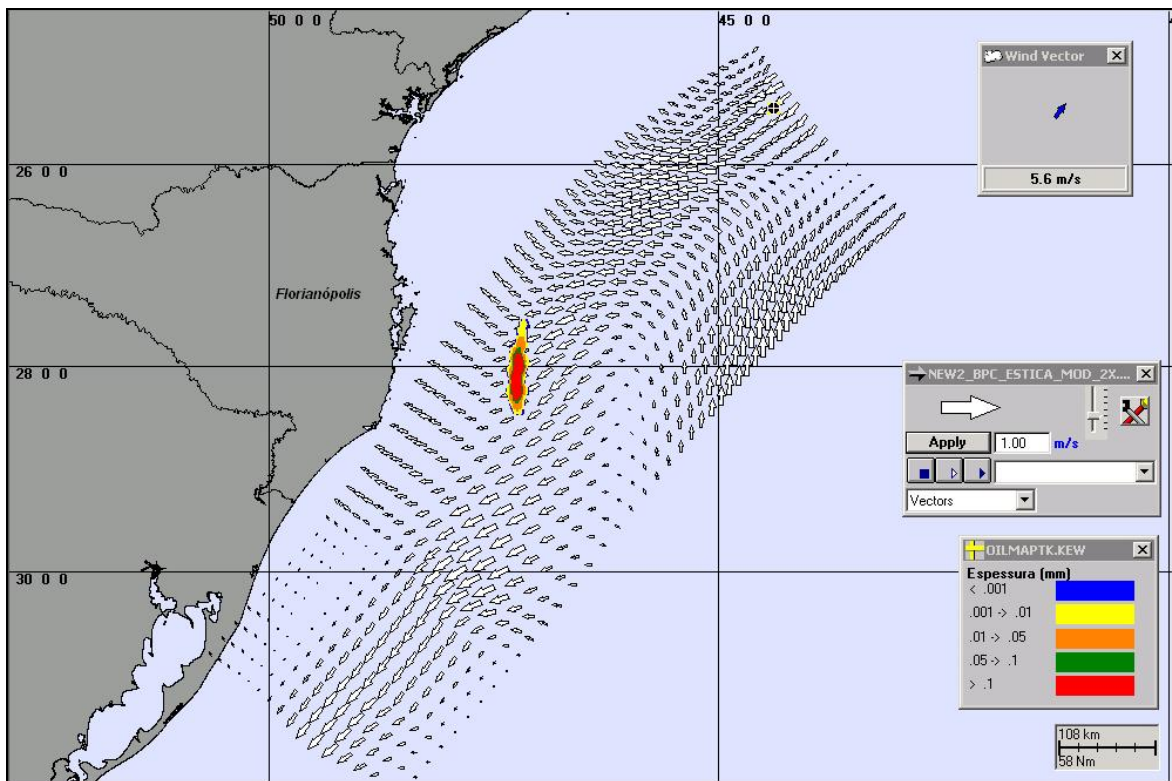 50 0 0
45 0 0
4
Wind Vector
5.6 m/s
26 0 0
Florianópolis
28 0 0
NEW2_BPC_ESTICA_MOD_2X....
Apply
1.00
m/s
Vectors
30 0 0
OILMAPTK.KEW
Espessura (mm)
< .001
.001 -> .01
.01 -> .05
.05 -> .1
> .1
108 km
58 Nm